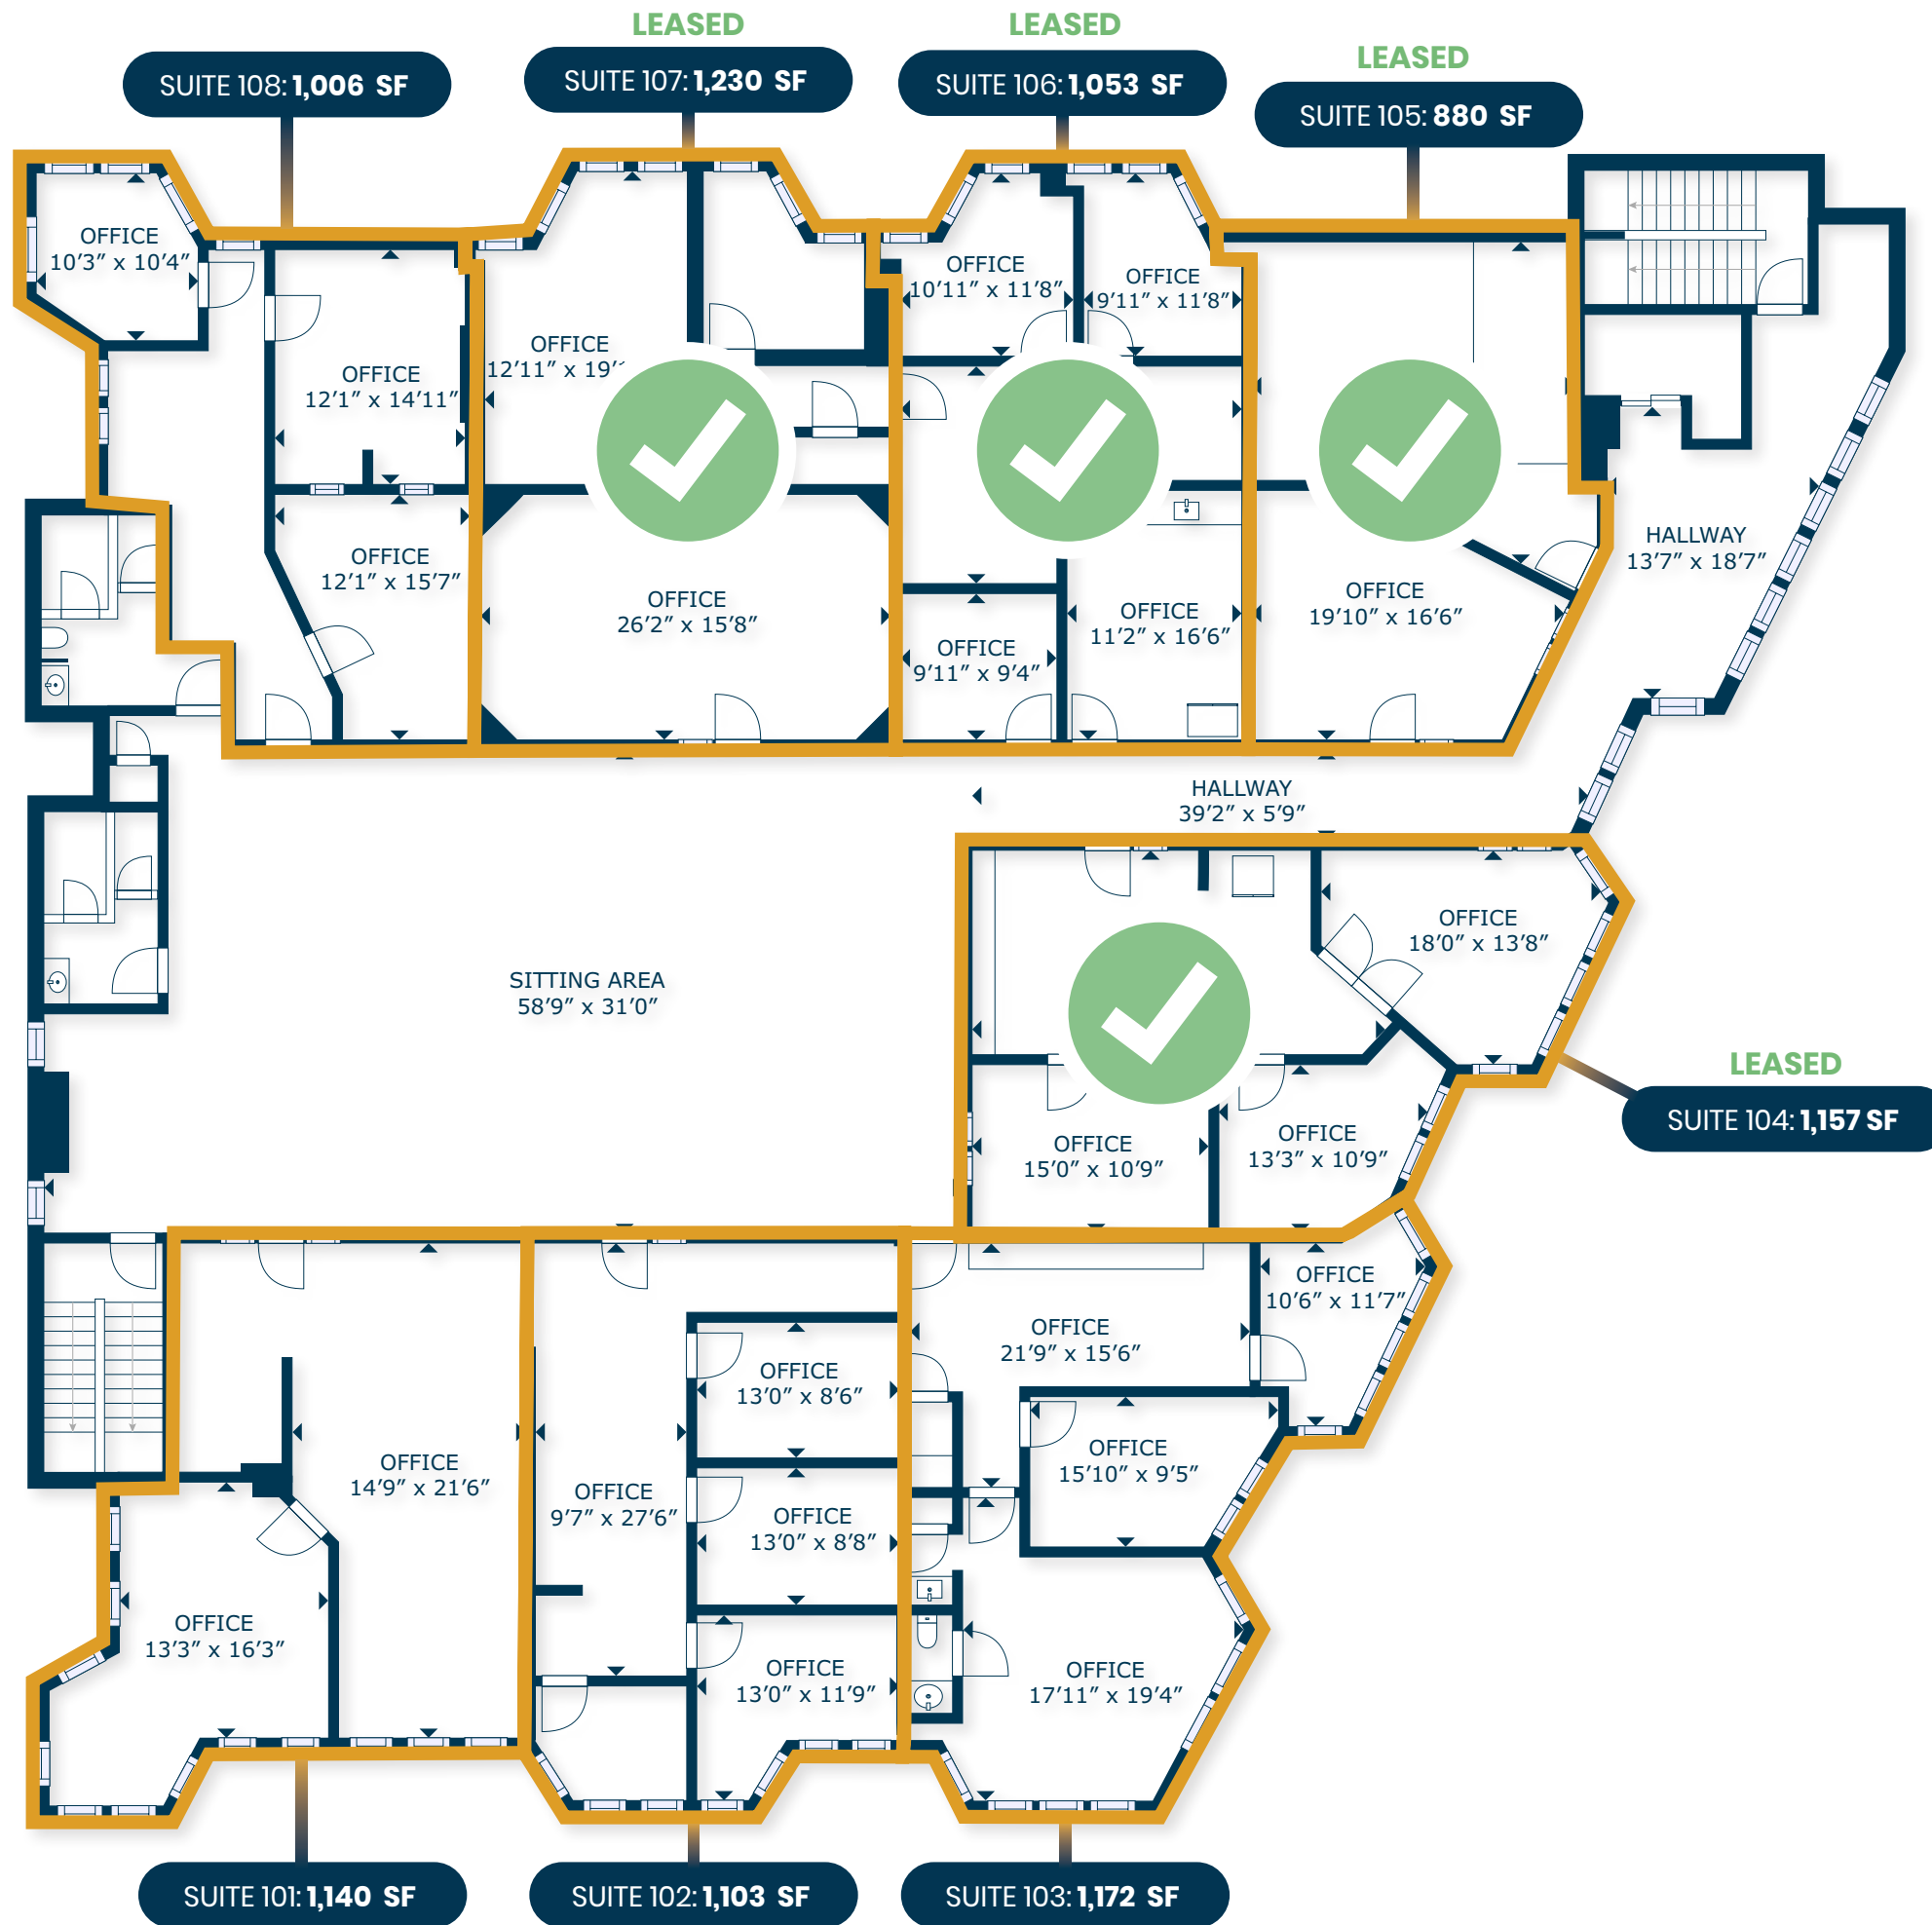 LEASED
LEASED
LEASED
SUITE 108: 1,006 SF
SUITE 107: 1,230 SF
SUITE 106: 1,053 SF
SUITE 105: 880 SF
OFFICE
10'3" x 10'4"
OFFICE
12'1" x 14'11"
OFFICE
12'11" x 19'
OFFICE
10'11" x 11'8"
OFFICE
9'11" x 11'8"
OFFICE
12'1" x 15'7"
OFFICE
26'2" x 15'8"
OFFICE
9'11" x 9'4"
OFFICE
11'2" x 16'6"
OFFICE
19'10" x 16'6"
HALLWAY
13'7" x 18'7"
HALLWAY
39'2" x 5'9"
SITTING AREA
58'9" x 31'0"
OFFICE
18'0" x 13'8"
OFFICE
15'0" x 10'9"
OFFICE
13'3" x 10'9"
LEASED
SUITE 104: 1,157 SF
OFFICE
10'6" x 11'7"
OFFICE
21'9" x 15'6"
OFFICE
13'0" x 8'6"
OFFICE
15'10" x 9'5"
OFFICE
14'9" x 21'6"
OFFICE
9'7" x 27'6"
OFFICE
13'0" x 8'8"
OFFICE
13'3" x 16'3"
OFFICE
13'0" x 11'9"
OFFICE
17'11" x 19'4"
SUITE 101: 1,140 SF
SUITE 102: 1,103 SF
SUITE 103: 1,172 SF